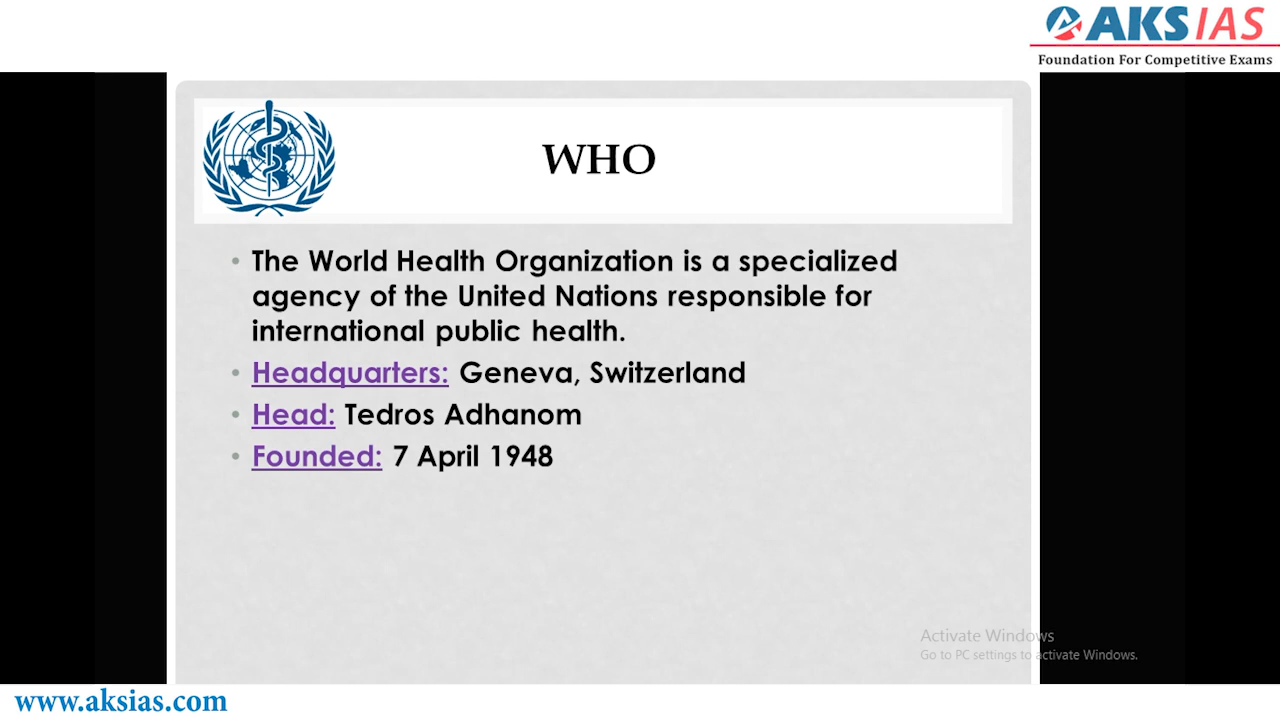 AKS IAS
Foundation For Competitive Exams
WHO
• The World Health Organization is a specialized
agency of the United Nations responsible for
international public health.
• Headquarters: Geneva, Switzerland
• Head: Tedros Adhanom
• Founded: 7 April 1948
Activate Windows
Go to PC settings to activate Windows.
www.aksias.com